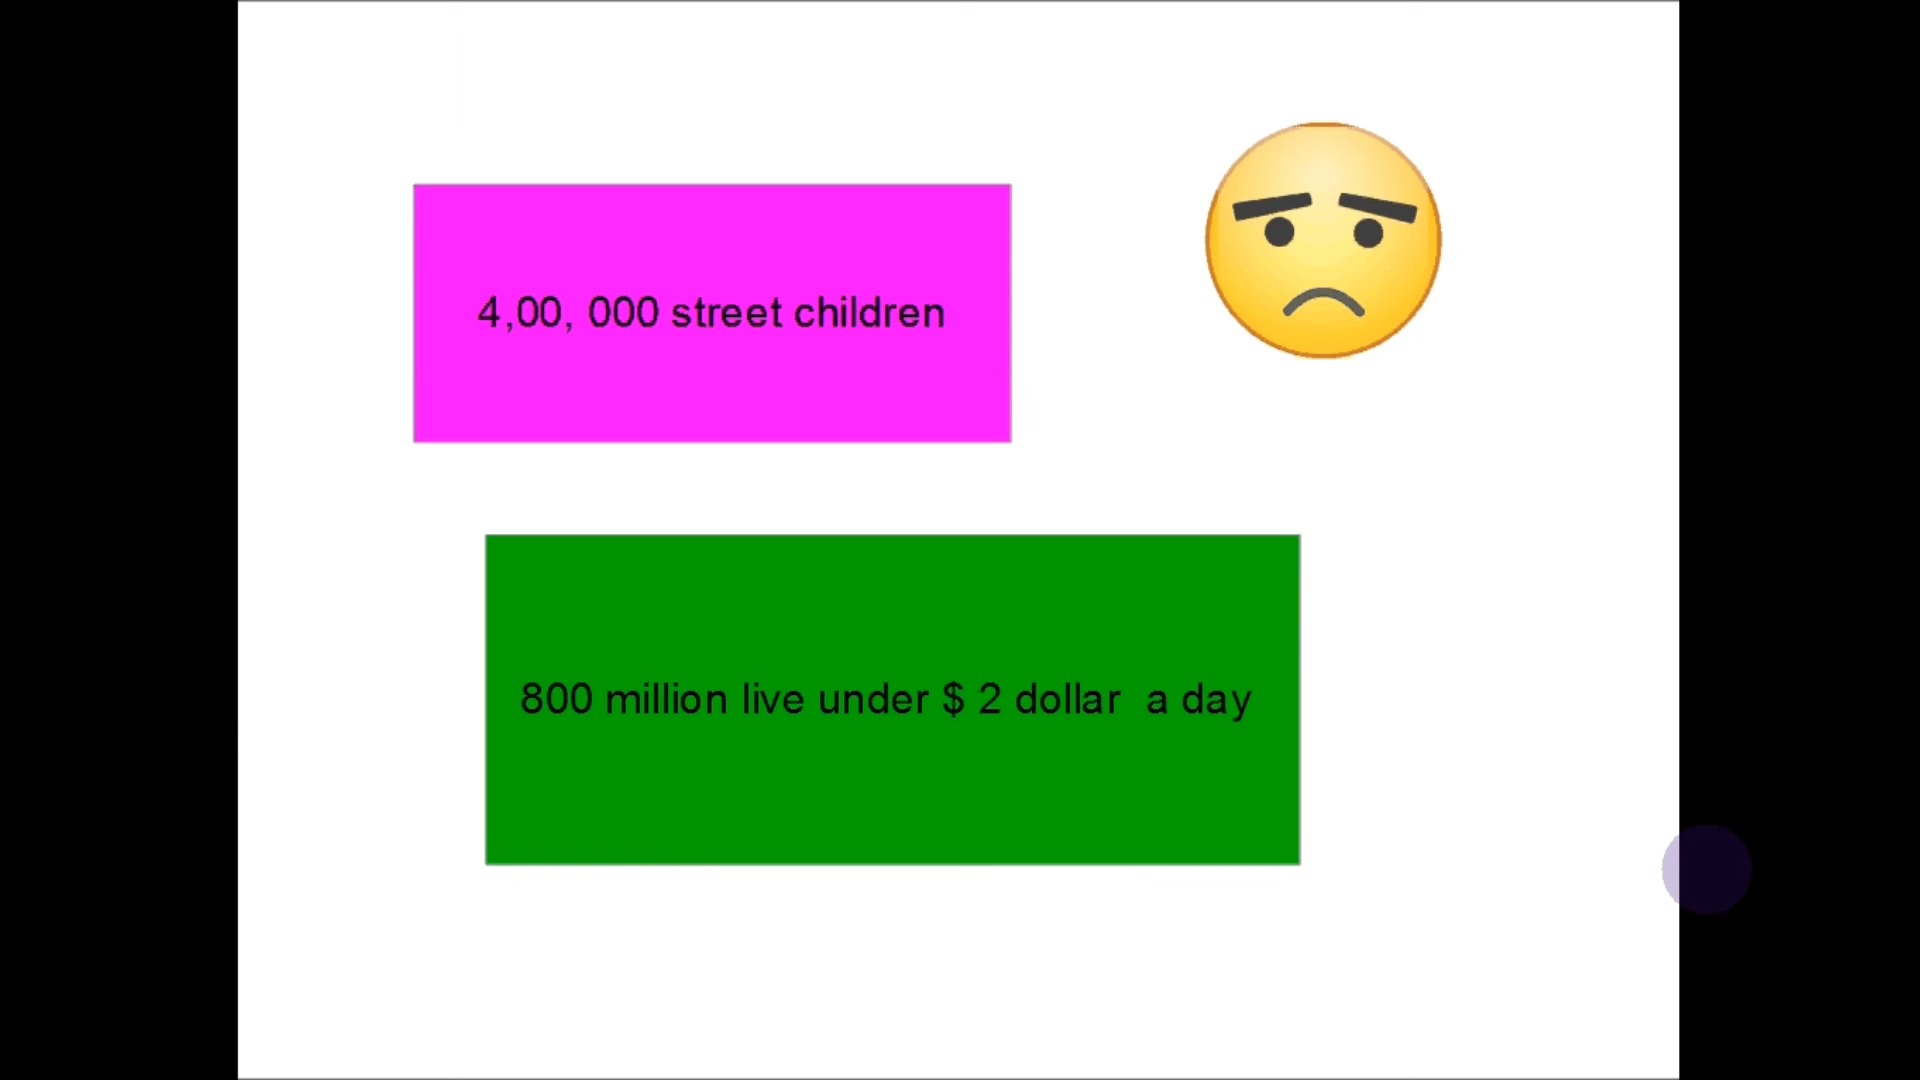 4,00, 000 street children
800 million live under $ 2 dollar  a day